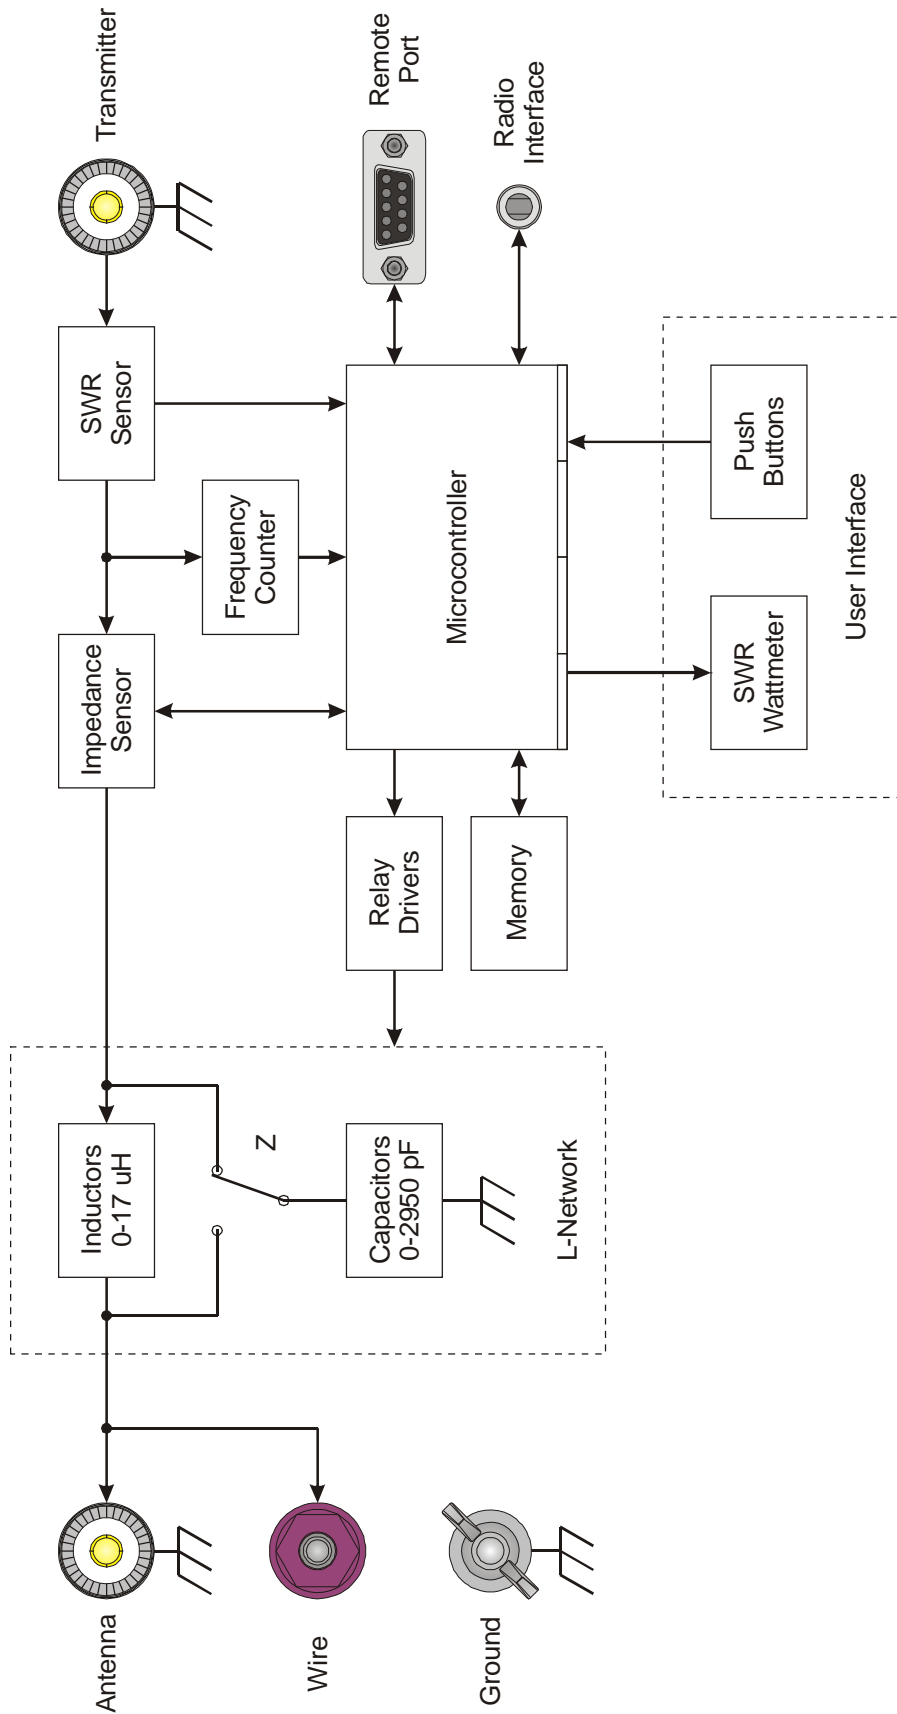 Antenna
Inductors
0-17 uH
Impedance
Sensor
SWR
Sensor
Transmitter
Wire
Z
Frequency
Counter
Ground
Capacitors
0-2950 pF
L-Network
Relay
Drivers
Memory
Microcontroller
Remote
Port
Radio
Interface
SWR
Wattmeter
Push
Buttons
User Interface